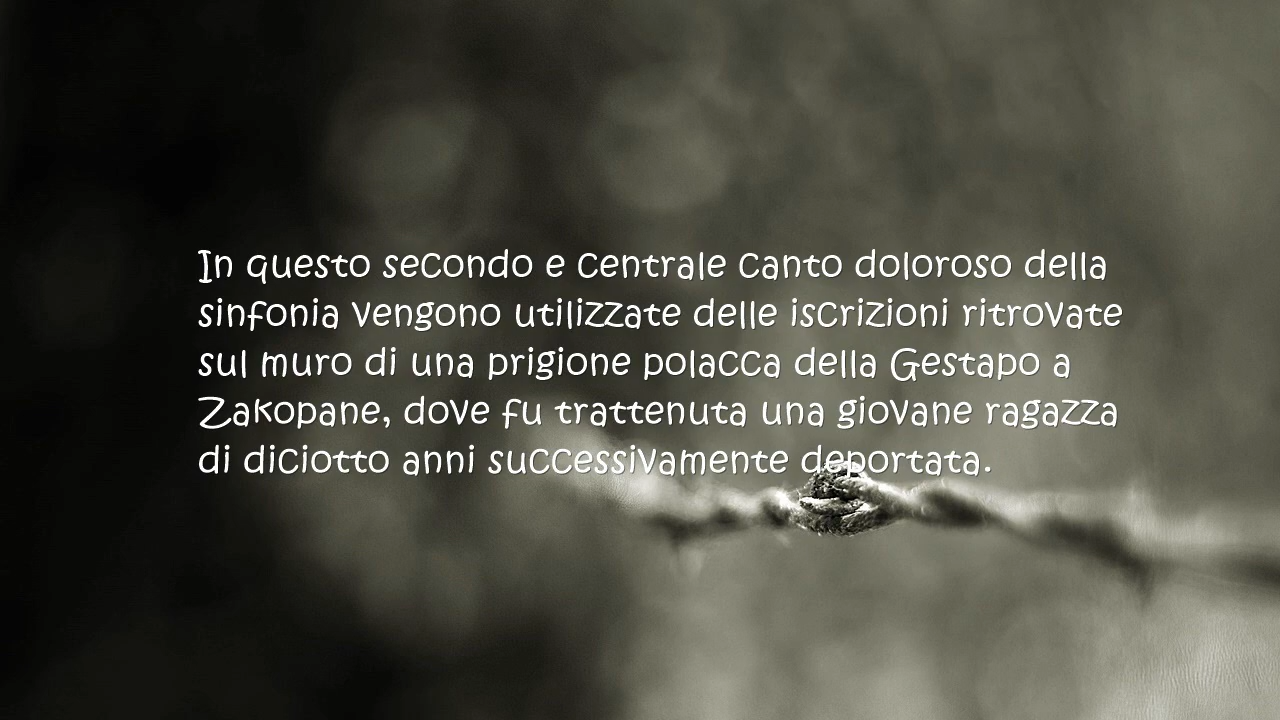 In questo secondo e centrale canto doloroso della
sinfonia vengono utilizzate delle iscrizioni ritrovate
sul muro di una prigione polacca della Gestapo a
Zakopane, dove fu trattenuta una giovane ragazza
di diciotto anni successivamente deportata.